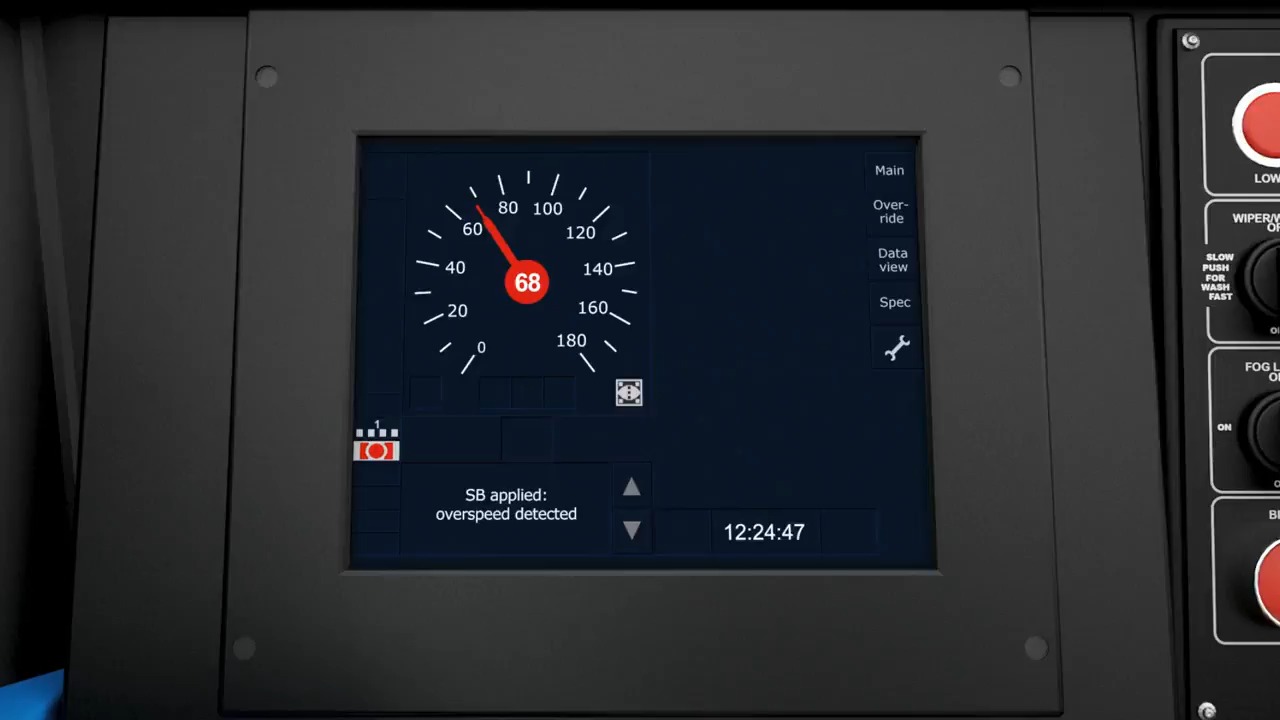 Main
Over-
ride
Data
view
Spec
0
20
40
60
80
100
120
140
160
180
68
1
SB applied:
overspeed detected
12:24:47
LOW
WIPER/W
SLOW
PUSH
FOR
WASH
FAST
FOG L
ON